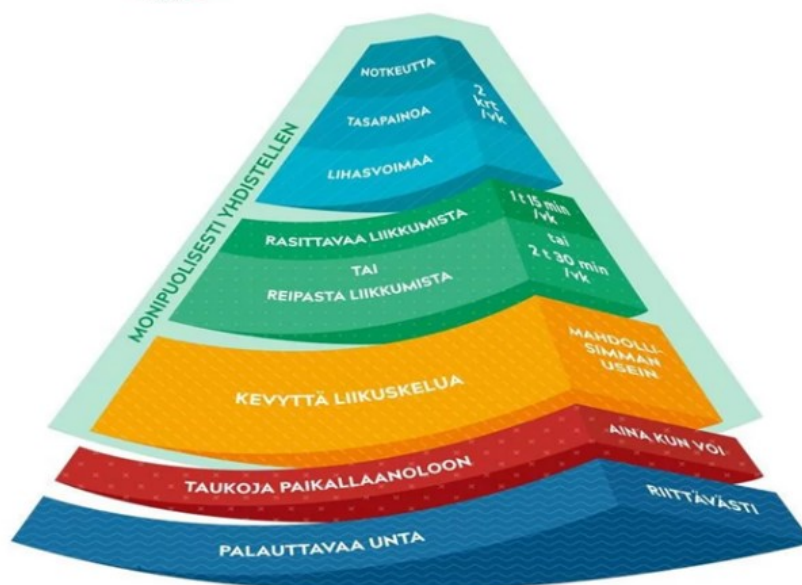 MONIPUOLISESTI YHDISTELLEN
NOTKEUTTA
TASAPAINOA
LIHASVOIMAA
2
krt
/vk
RASITTAVAA LIIKKUMISTA
TAI
REIPASTA LIIKKUMISTA
1 t 15 min
/vk
tai
2 t 30 min
/vk
KEVYTTÄ LIIKUSKELUA
MAHDOLLI-
SIMMAN
USEIN
TAUKOJA PAIKALLAANOLOON
AINA KUN VOI
PALAUTTAVAA UNTA
RIITTÄVÄSTI